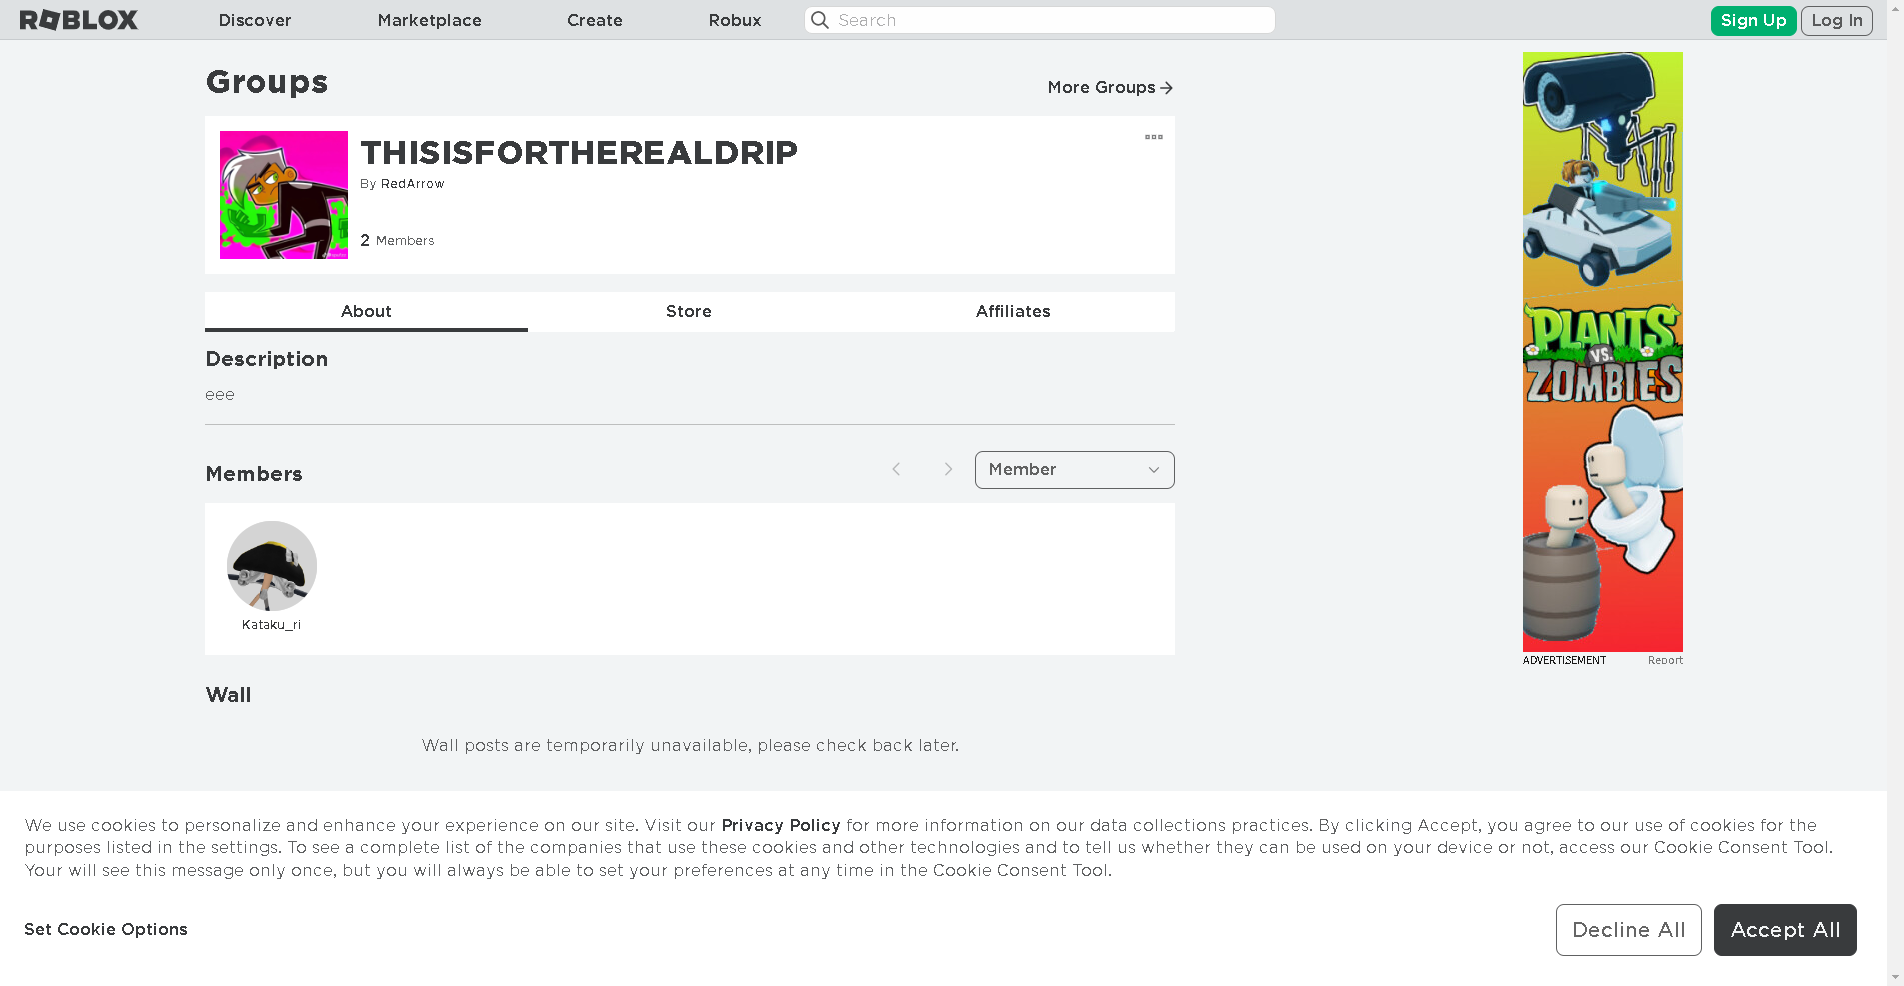 ROBLOX
Discover
Marketplace
Create
Robux
Search
Sign Up
Log In
Groups
More Groups
THISISFORTHEREALDRIP
By RedArrow
2 Members
About
Store
Affiliates
Description
eee
Members
Member
Kataku_ri
Wall
Wall posts are temporarily unavailable, please check back later.
PLANTS
VS.
ZOMBIES
ADVERTISEMENT
Report
We use cookies to personalize and enhance your experience on our site. Visit our Privacy Policy for more information on our data collections practices. By clicking Accept, you agree to our use of cookies for the
purposes listed in the settings. To see a complete list of the companies that use these cookies and other technologies and to tell us whether they can be used on your device or not, access our Cookie Consent Tool.
Your will see this message only once, but you will always be able to set your preferences at any time in the Cookie Consent Tool.
Set Cookie Options
Decline All
Accept All